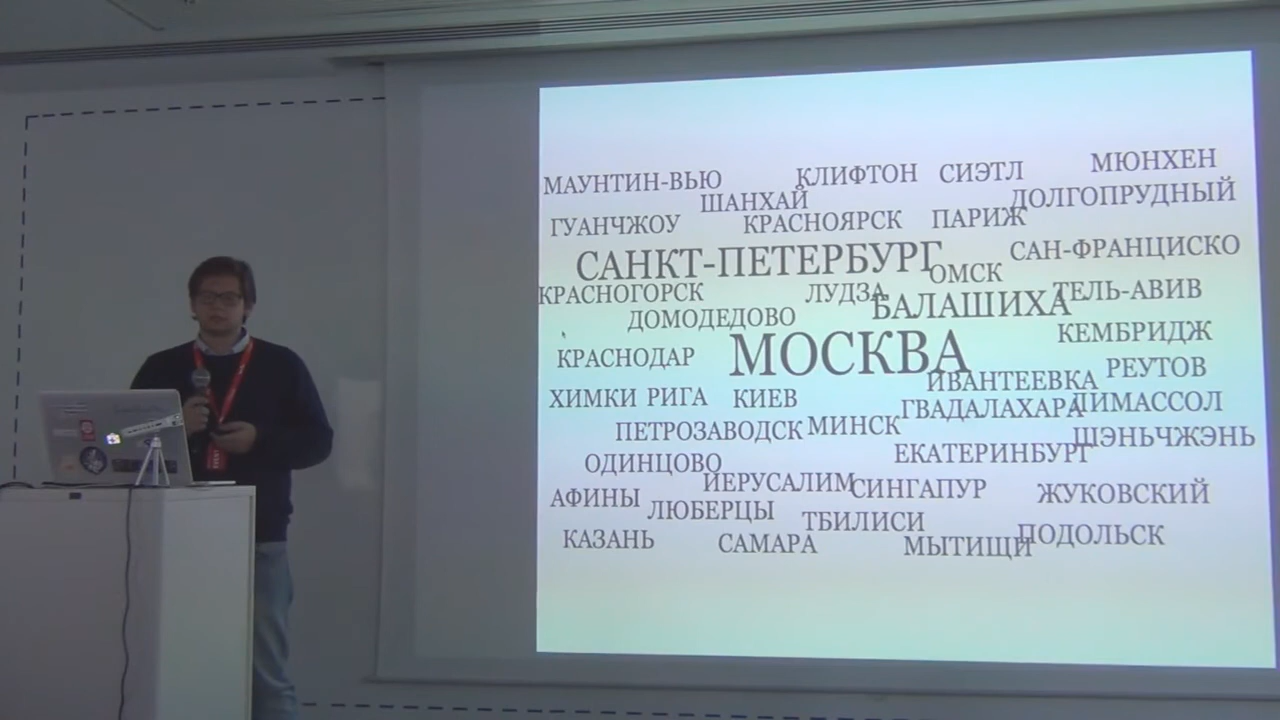 МАУНТИН-ВЬЮ КЛИФТОН СИЭТЛ МЮНХЕН
ШАНХАЙ ДОЛГОПРУДНЫЙ
ГУАНЧЖОУ КРАСНОЯРСК ПАРИЖ
САНКТ-ПЕТЕРБУРГ САН-ФРАНЦИСКО
ОМСК
КРАСНОГОРСК ЛУДЗА БАЛАШИХА ТЕЛЬ-АВИВ
ДОМОДЕДОВО КЕМБРИДЖ
КРАСНОДАР МОСКВА РЕУТОВ
ИВАНТЕЕВКА
ХИМКИ РИГА КИЕВ ГВАДАЛАХАРА ЛИМАССОЛ
ПЕТРОЗАВОДСК МИНСК ШЭНЬЧЖЭНЬ
ОДИНЦОВО ЕКАТЕРИНБУРГ
ИЕРУСАЛИМ СИНГАПУР ЖУКОВСКИЙ
АФИНЫ ЛЮБЕРЦЫ ТБИЛИСИ
КАЗАНЬ САМАРА МЫТИЩИ ПОДОЛЬСК